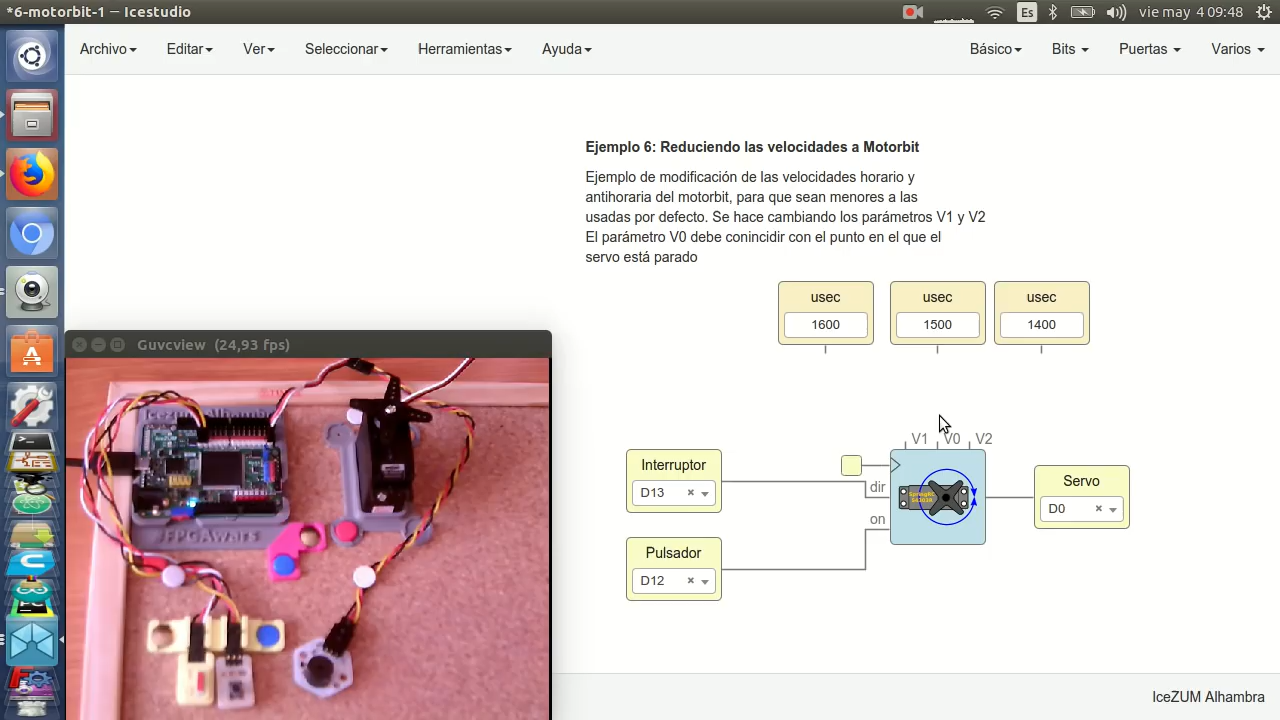 *6-motorbit-1 – Icestudio
Es
vie may 4 09:48
Archivo
Editar
Ver
Seleccionar
Herramientas
Ayuda
Básico
Bits
Puertas
Varios
Ejemplo 6: Reduciendo las velocidades a Motorbit
Ejemplo de modificación de las velocidades horario y
antihoraria del motorbit, para que sean menores a las
usadas por defecto. Se hace cambiando los parámetros V1 y V2
El parámetro V0 debe conincidir con el punto en el que el
servo está parado
usec
1600
usec
1500
usec
1400
Guvcview (24,93 fps)
V1
V0
V2
Interruptor
D13
dir
on
Servo
D0
Pulsador
D12
IceZUM Alhambra